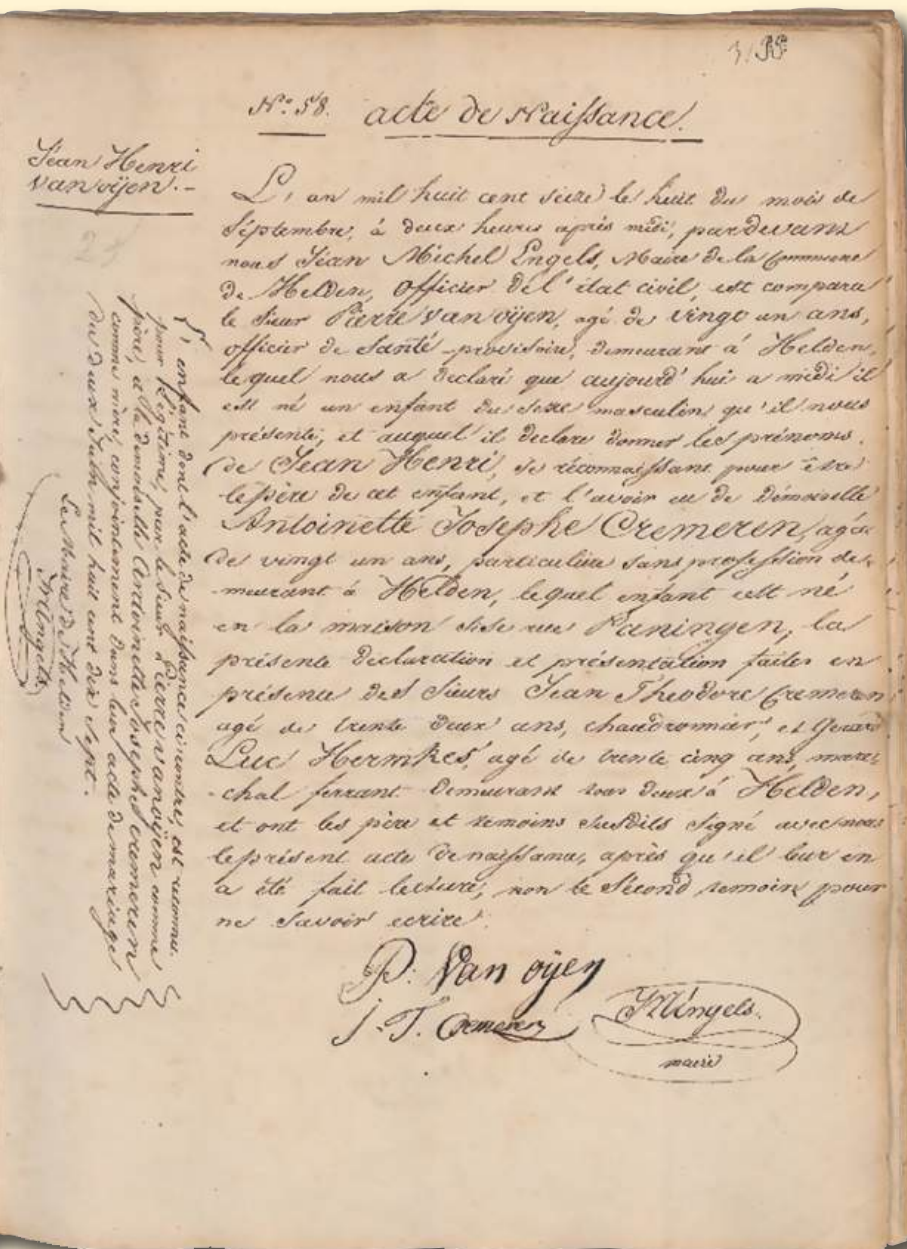 N.° 58. acte de Naissance.
Jean Henri
van oijen. –
L'an mil huit cent seize le huit du mois de
Septembre, à deux heures après midi, pardevant
nous Jean Michel Engels, Maire de la Commune
de Helden, Officier de l'état civil, est comparu
le Sieur Pierre van oijen, agé de vingt un ans,
officier de Santé provisoire, demeurant à Helden,
lequel nous a declaré que aujourd'hui a midi il
est né un enfant du sexe masculin qu'il nous
présente, et auquel il declare donner les prénoms
de Jean Henri, se réconnaissant pour être
le père de cet enfant, et l'avoir eu de Démoiselle
Antoinette Josephe Cremeren, agée
de vingt un ans, particulière sans profession de-
meurant à Helden, lequel enfant est né
en la maison sise rue Paningen, la
présente declaration et présentation faites en
présence des Sieurs Jean Théodore Cremeren
agé de trente deux ans, chaudronnier, et Gerard
Luc Hermkes, agé de trente cinq ans, maré-
-chal ferrant demeurans tous deux à Helden,
et ont les père et temoins susdits signé avec nous
le présent acte de naissance, après qu'il leur en
a été fait lecture, non le Second temoin pour
ne savoir ecrire.
P. Van oijen
J. T. Cremeren
JMEngels.
maire
L'enfant dont l'acte de naissance ci contre, est reconnu
pour Légitime, par le Sieur Pierre van oijen comme
père, et la demoiselle Antoinette Josephe Cremeren
comme mère, conjointement dans leur acte de mariage
du deux mil huit cent dix sept.
Le Maire de Helden
JMEngels